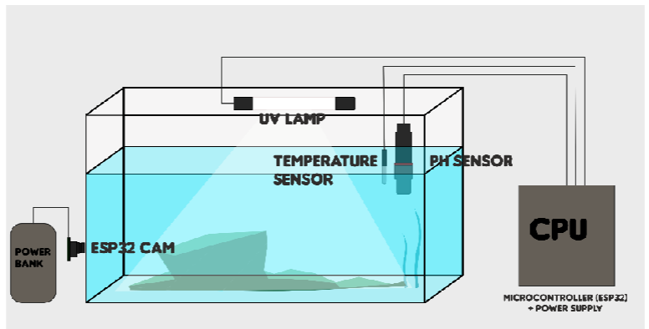 UV LAMP
TEMPERATURE
SENSOR
PH SENSOR
ESP32 CAM
POWER
BANK
CPU
MICROCONTROLLER (ESP32)
+ POWER SUPPLY